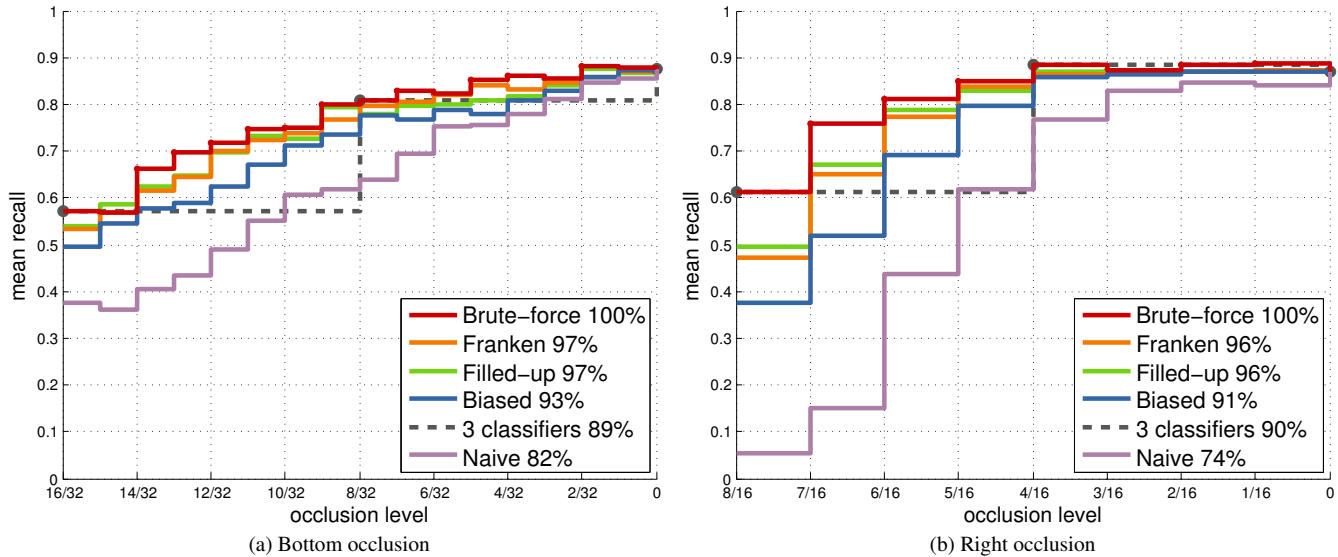 1
0.9
0.8
0.7
0.6
0.5
0.4
0.3
0.2
0.1
0
mean recall
16/32 14/32 12/32 10/32 8/32 6/32 4/32 2/32 0
occlusion level
Brute−force 100%
Franken 97%
Filled−up 97%
Biased 93%
3 classifiers 89%
Naive 82%
(a) Bottom occlusion
1
0.9
0.8
0.7
0.6
0.5
0.4
0.3
0.2
0.1
0
mean recall
8/16 7/16 6/16 5/16 4/16 3/16 2/16 1/16 0
occlusion level
Brute−force 100%
Franken 96%
Filled−up 96%
Biased 91%
3 classifiers 90%
Naive 74%
(b) Right occlusion